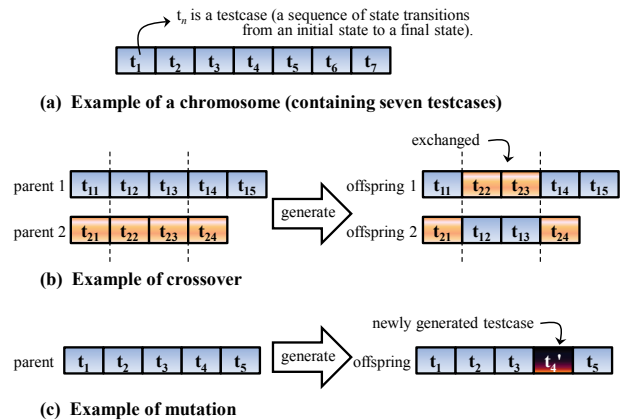 tₙ is a testcase (a sequence of state transitions
from an initial state to a final state).
t₁ t₂ t₃ t₄ t₅ t₆ t₇
(a) Example of a chromosome (containing seven testcases)
exchanged
parent 1 t₁₁ t₁₂ t₁₃ t₁₄ t₁₅ generate offspring 1 t₁₁ t₂₂ t₂₃ t₁₄ t₁₅
parent 2 t₂₁ t₂₂ t₂₃ t₂₄ offspring 2 t₂₁ t₁₂ t₁₃ t₂₄
(b) Example of crossover
newly generated testcase
parent t₁ t₂ t₃ t₄ t₅ generate offspring t₁ t₂ t₃ t₄' t₅
(c) Example of mutation